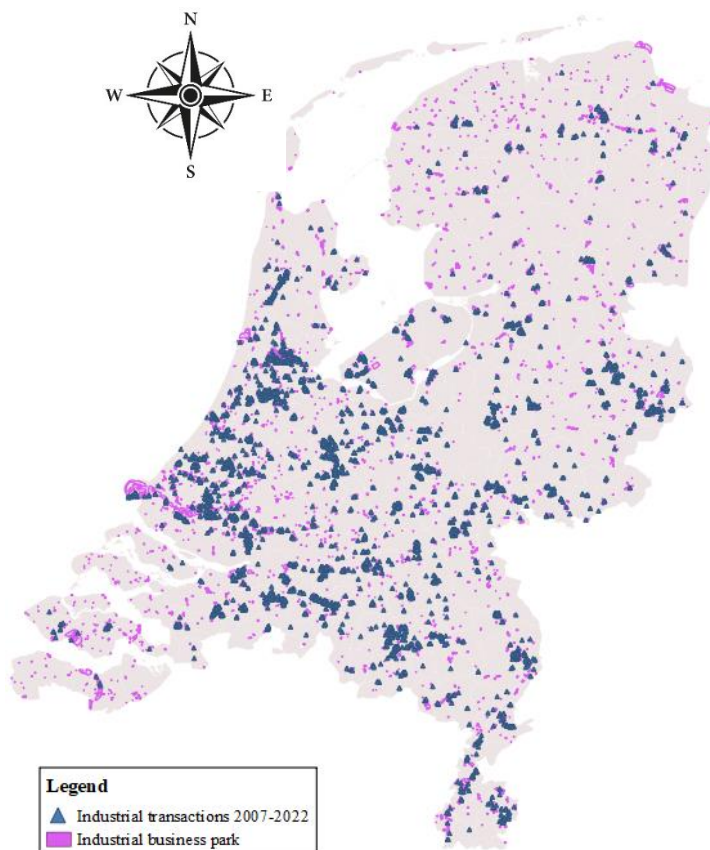 N
W
E
S
Legend
Industrial transactions 2007-2022
Industrial business park